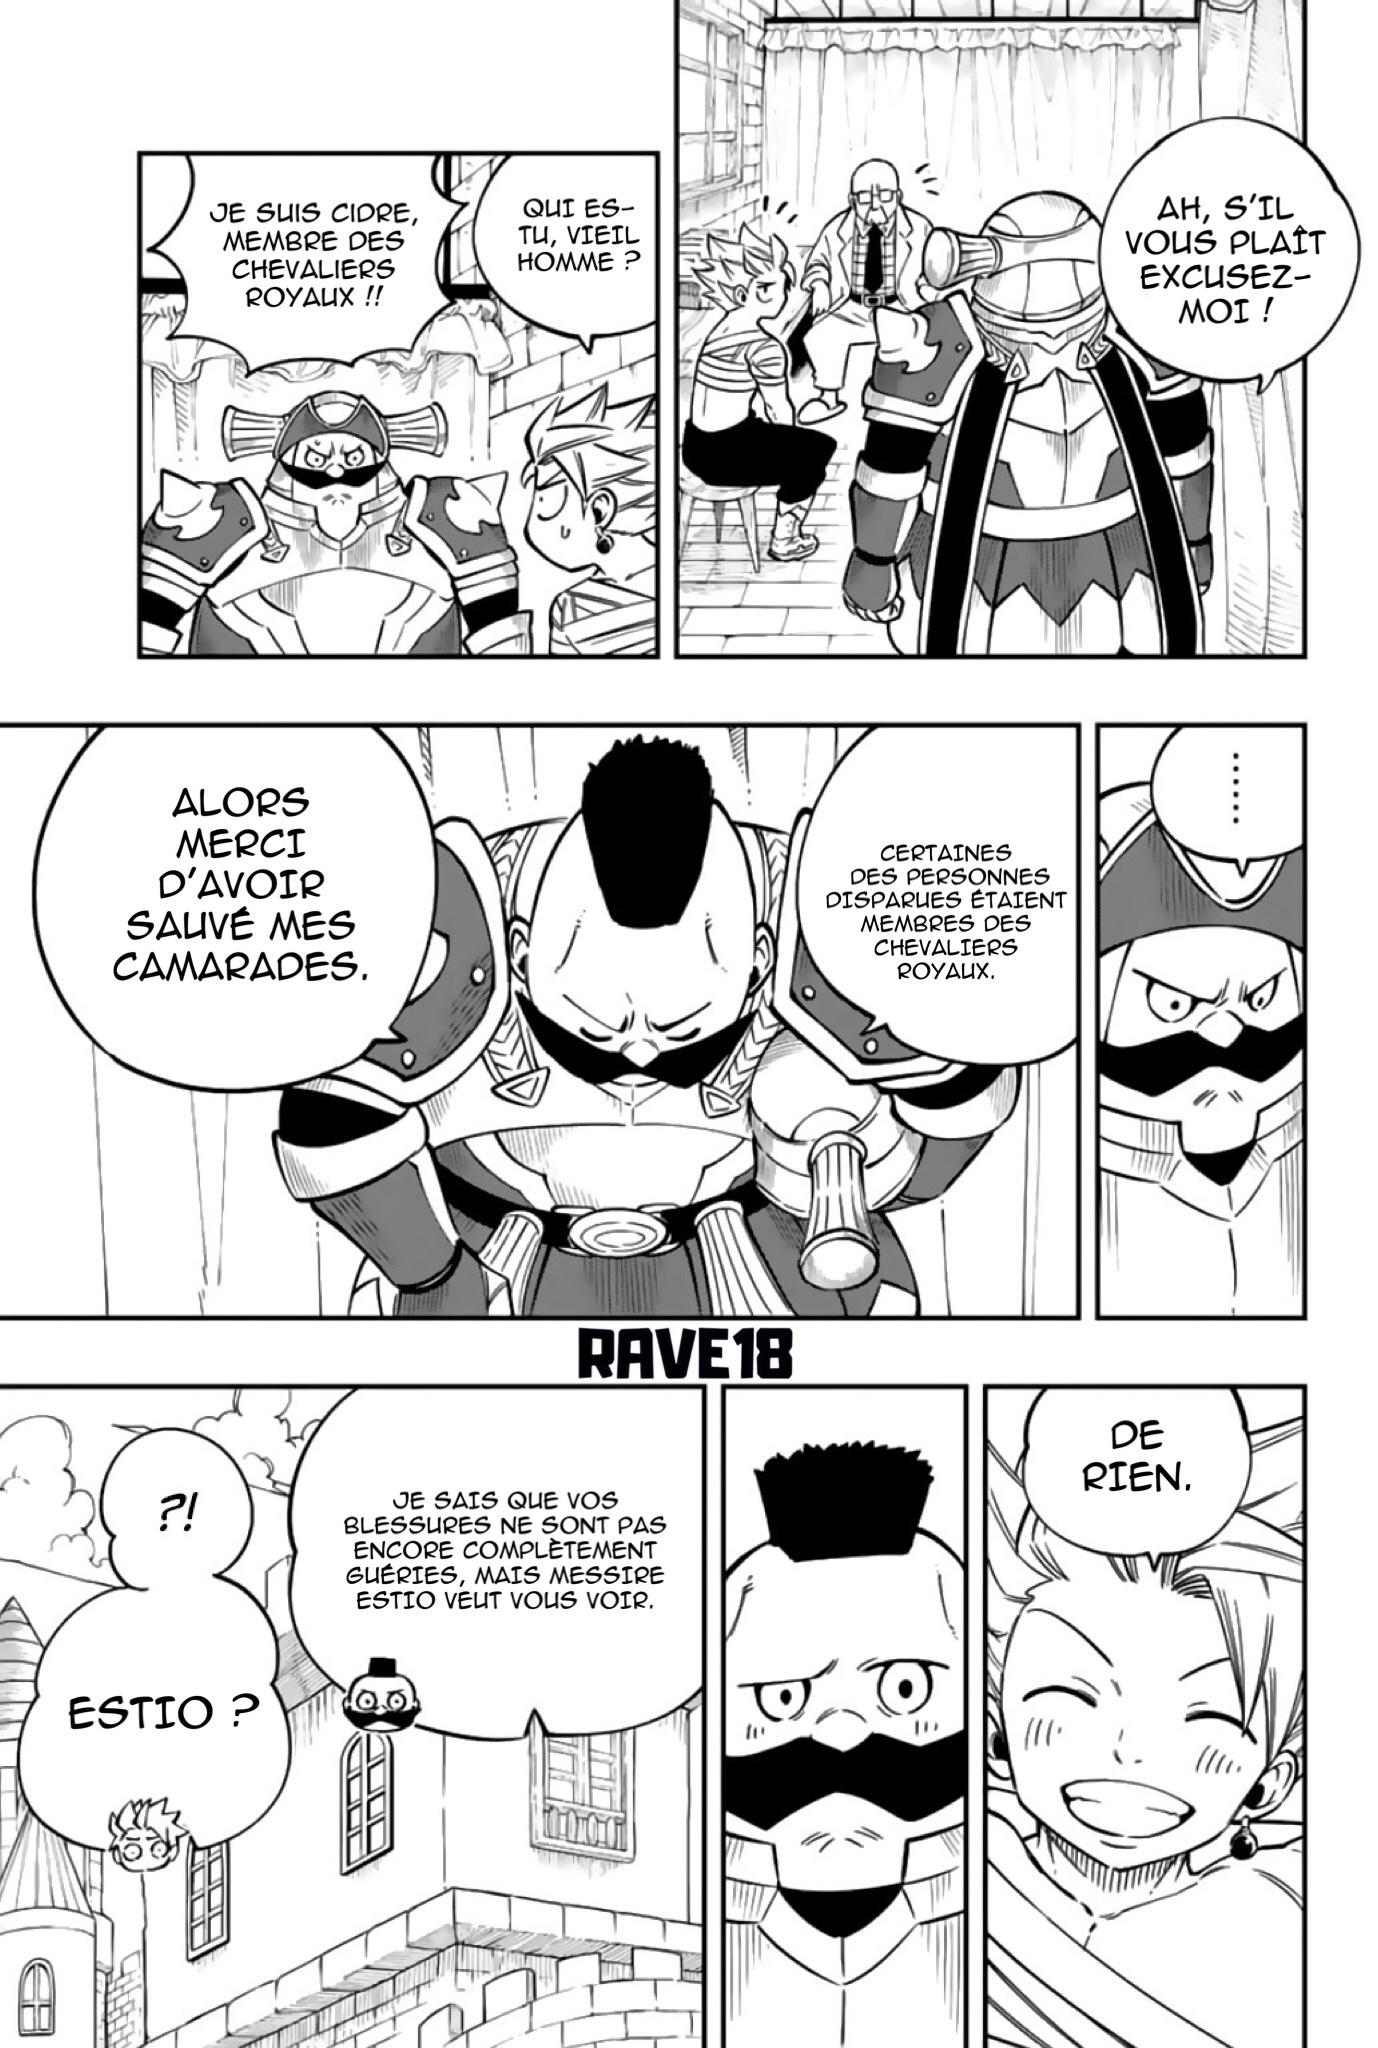 AH, S'IL
VOUS PLAÎT
EXCUSEZ-
MOI !
QUI ES-
TU, VIEIL
HOMME ?
JE SUIS CIDRE,
MEMBRE DES
CHEVALIERS
ROYAUX !!
......
CERTAINES
DES PERSONNES
DISPARUES ÉTAIENT
MEMBRES DES
CHEVALIERS
ROYAUX.
ALORS
MERCI
D'AVOIR
SAUVÉ MES
CAMARADES.
RAVE18
DE
RIEN.
JE SAIS QUE VOS
BLESSURES NE SONT PAS
ENCORE COMPLÈTEMENT
GUÉRIES, MAIS MESSIRE
ESTIO VEUT VOUS VOIR.
?!
ESTIO ?